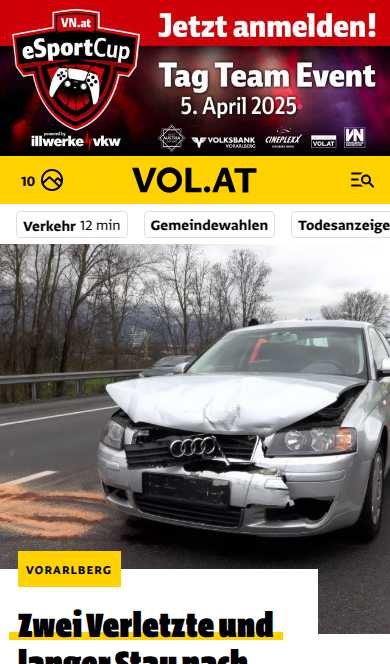 VN.at
eSportCup
powered by
illwerke vkw
Jetzt anmelden!
Tag Team Event
5. April 2025
VOLKSBANK
VORARLBERG
CINEPLEXX
VOL.AT
VN
10
VOL.AT
Verkehr 12 min
Gemeindewahlen
Todesanzeige
VORARLBERG
Zwei Verletzte und
langer Stau nach